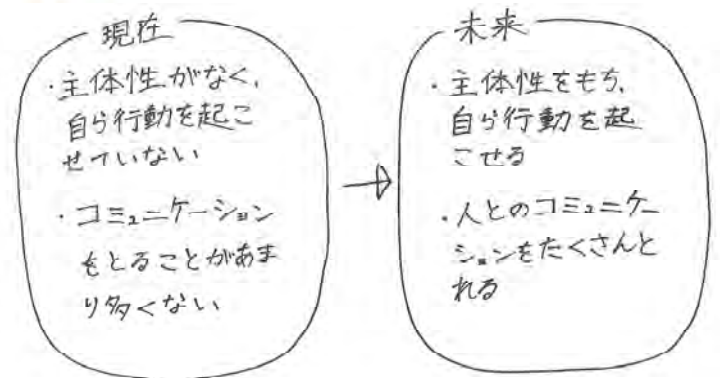 現在
・主体性がなく、
自ら行動を起こ
せていない
・コミュニケーション
をとることがあま
り多くない
未来
・主体性をもち、
自ら行動を起
こせる
・人とのコミュニケー
ションをたくさんと
れる